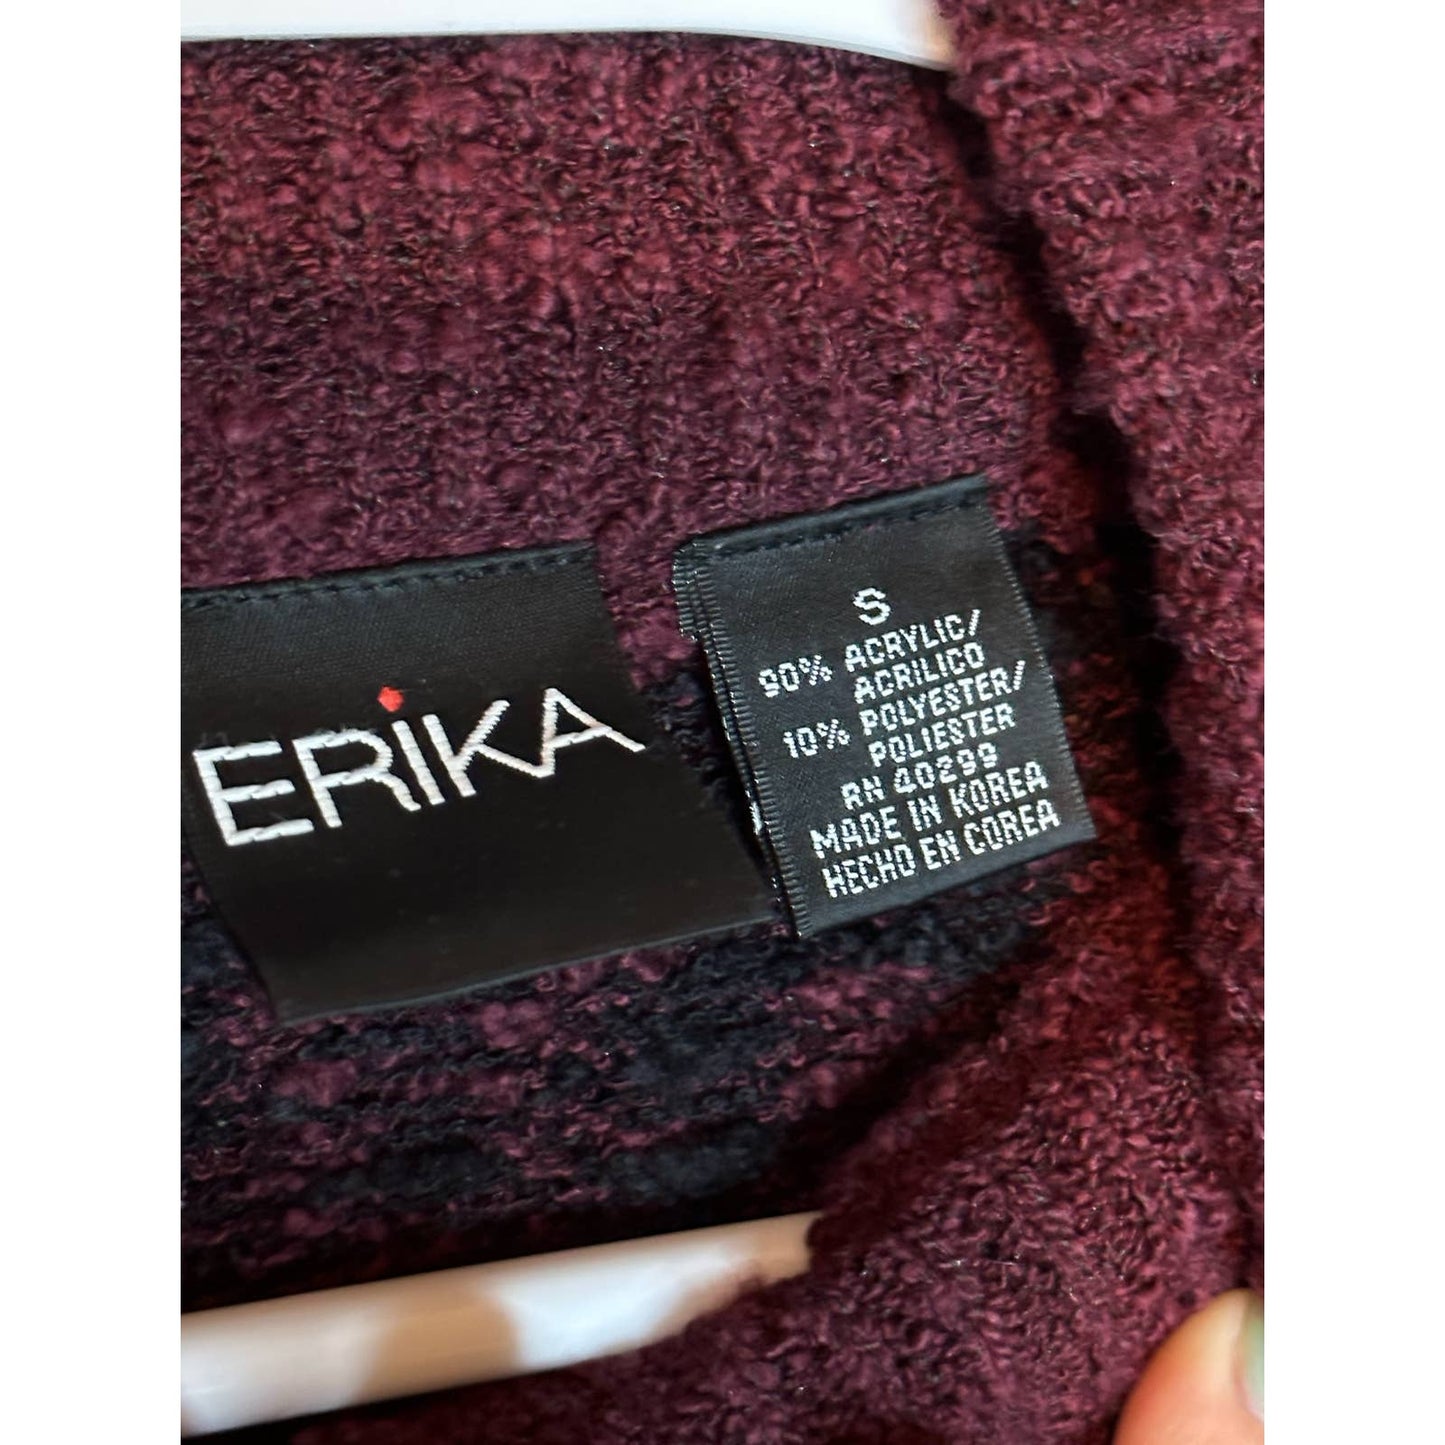 ERIKA
S
90% ACRYLIC/
ACRILICO
10% POLYESTER/
POLIESTER
RN 40299
MADE IN KOREA
HECHO EN COREA